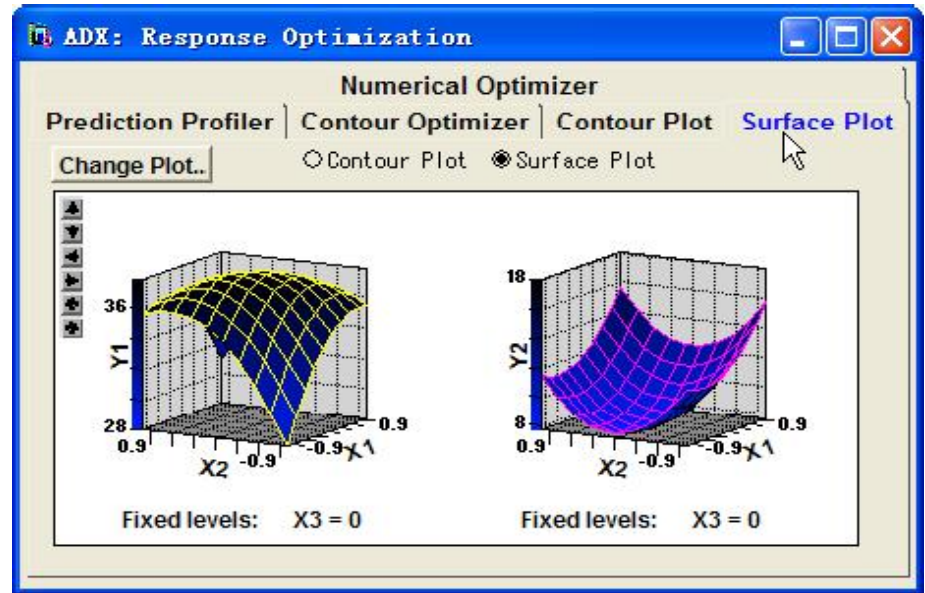 ADX: Response Optimization
Numerical Optimizer
Prediction Profiler Contour Optimizer Contour Plot Surface Plot
Change Plot.. Contour Plot Surface Plot
36
Y1
28
0.9
X2
-0.9
-0.9
X1
0.9
Fixed levels: X3 = 0
18
Y2
8
0.9
X2
-0.9
-0.9
X1
0.9
Fixed levels: X3 = 0